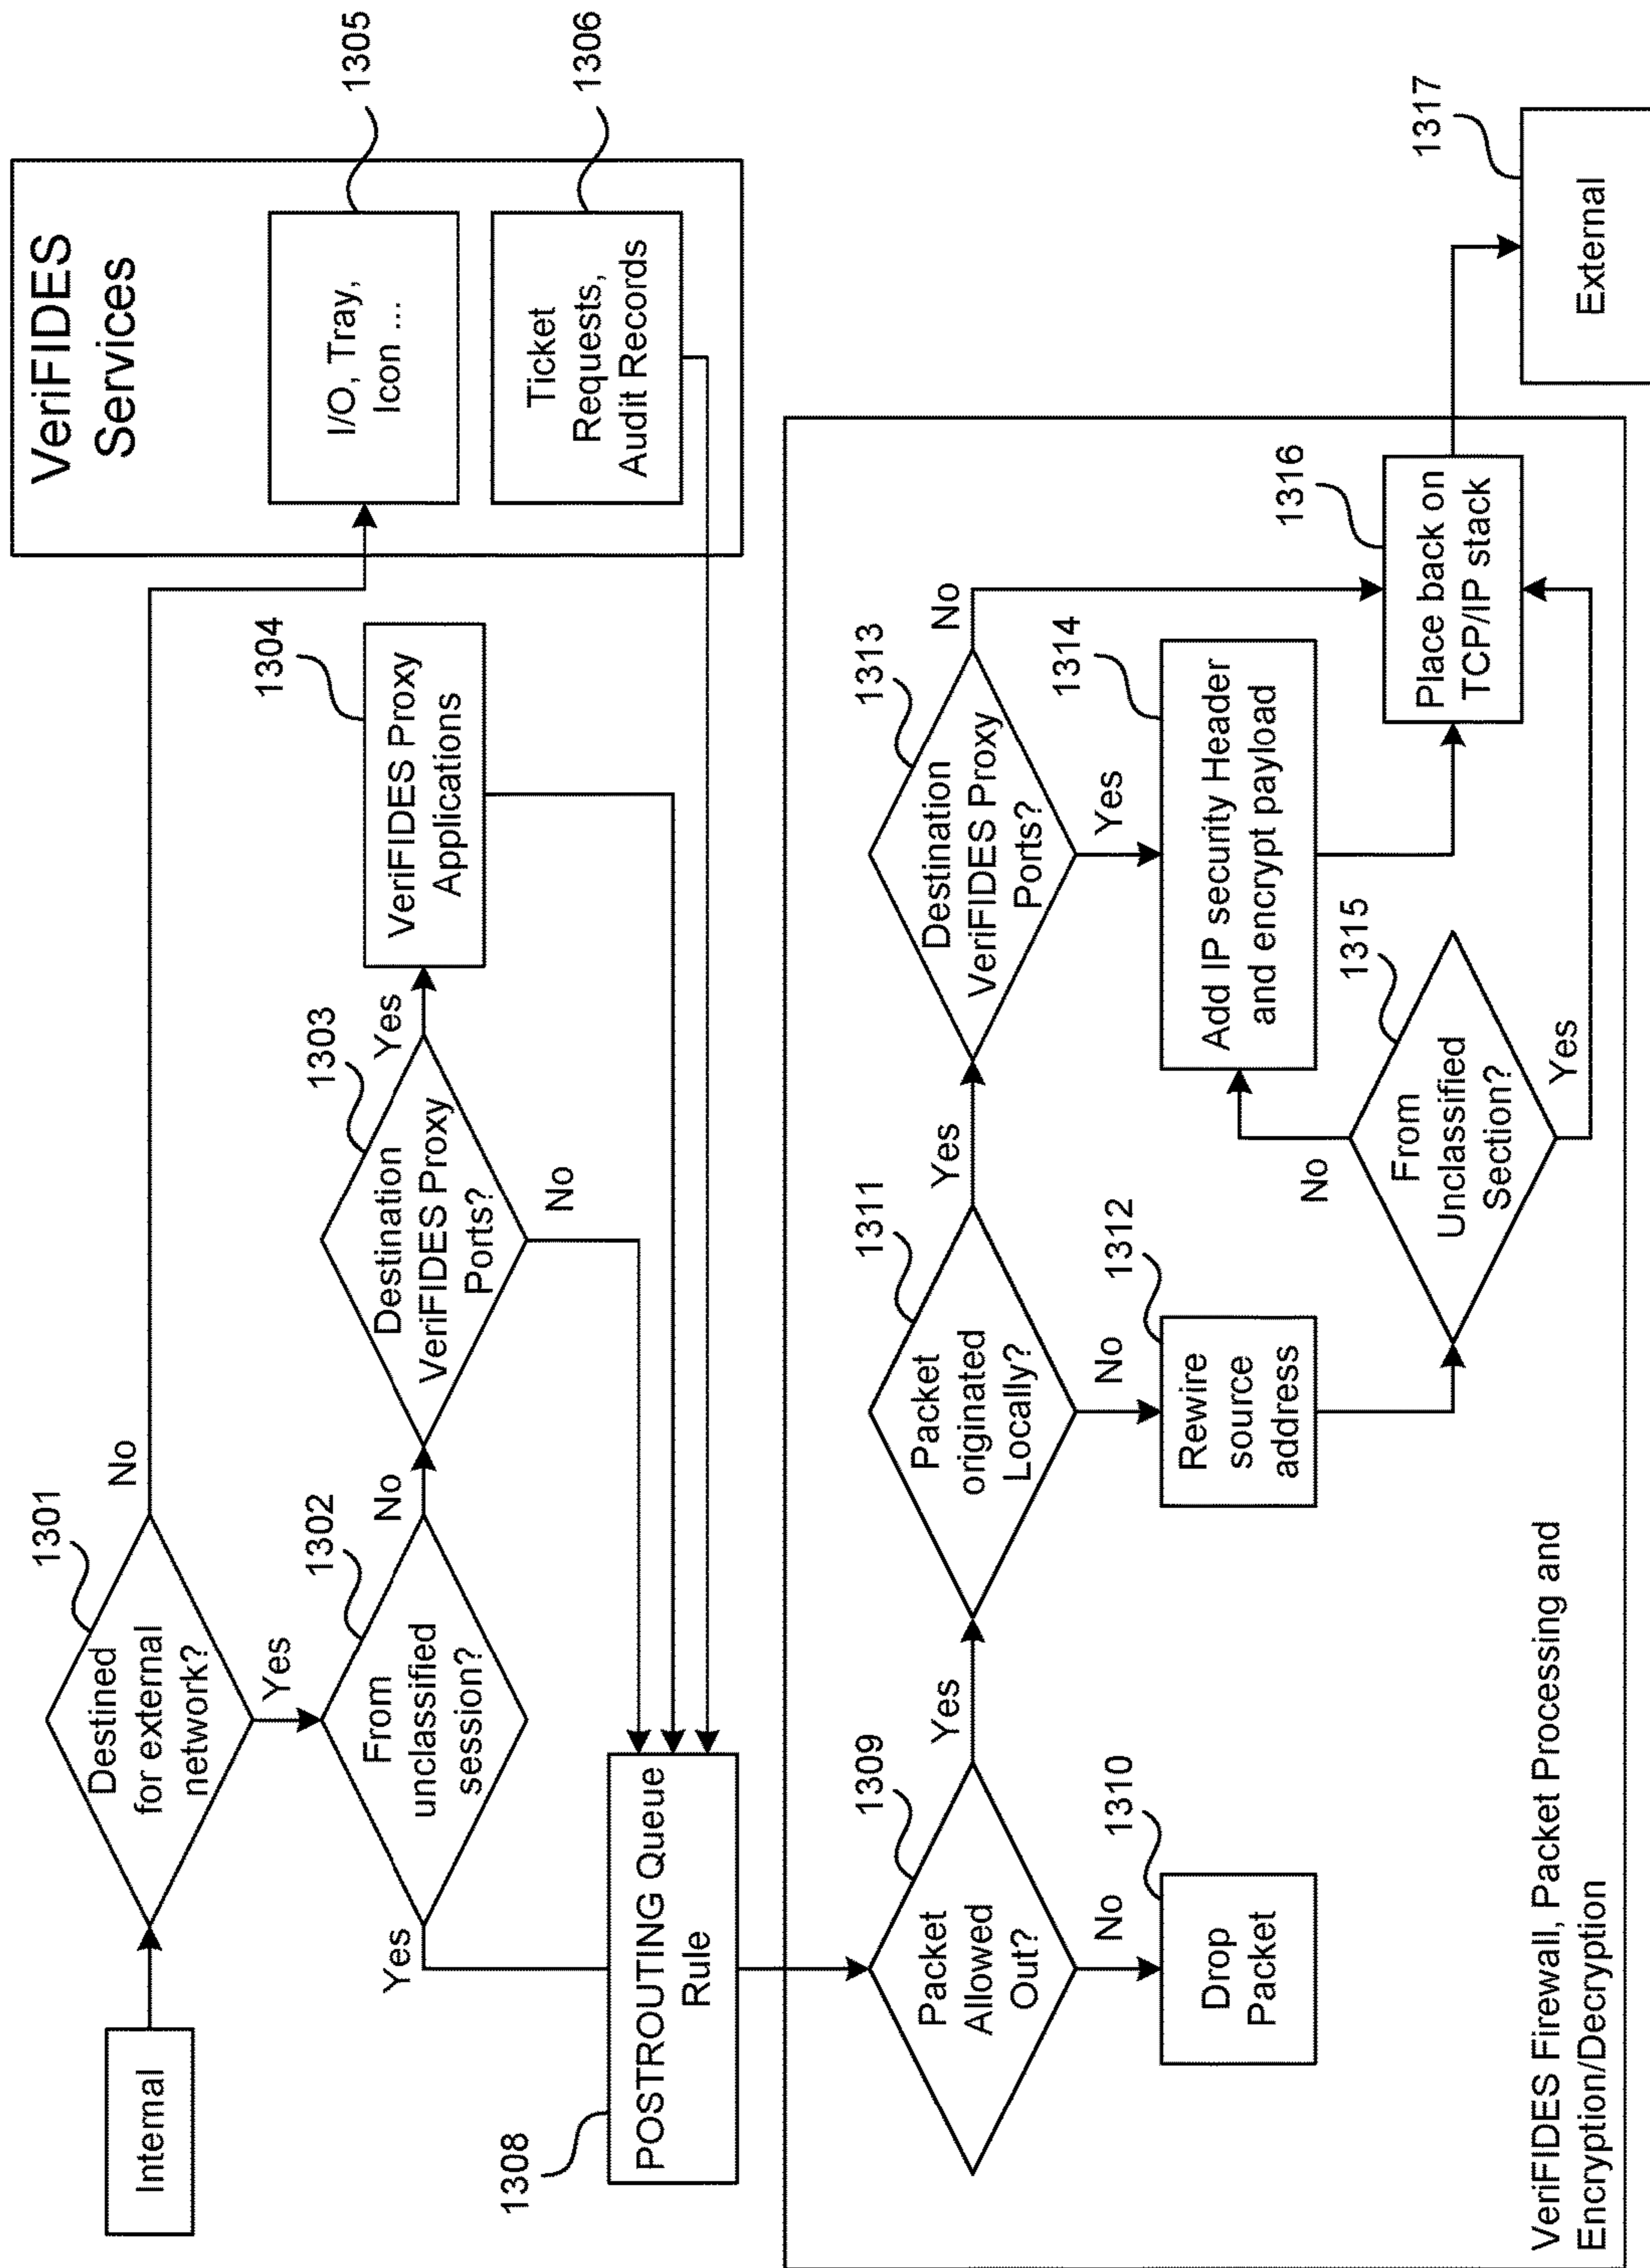 Internal
Destined
for external
network?
1301
No
Yes
From
unclassified
session?
1302
No
Yes
Destination
VeriFIDES Proxy
Ports?
1303
Yes
No
VeriFIDES Proxy
Applications
1304
VeriFIDES
Services
I/O, Tray,
Icon ...
1305
Ticket
Requests,
Audit Records
1306
POSTROUTING Queue
Rule
1308
Packet
Allowed
Out?
1309
Yes
No
Drop
Packet
1310
Packet
originated
Locally?
1311
Yes
No
Rewire
source
address
1312
Destination
VeriFIDES Proxy
Ports?
1313
No
Yes
Add IP security Header
and encrypt payload
1314
From
Unclassified
Section?
1315
No
Yes
Place back on
TCP/IP stack
1316
External
1317
VeriFIDES Firewall, Packet Processing and
Encryption/Decryption